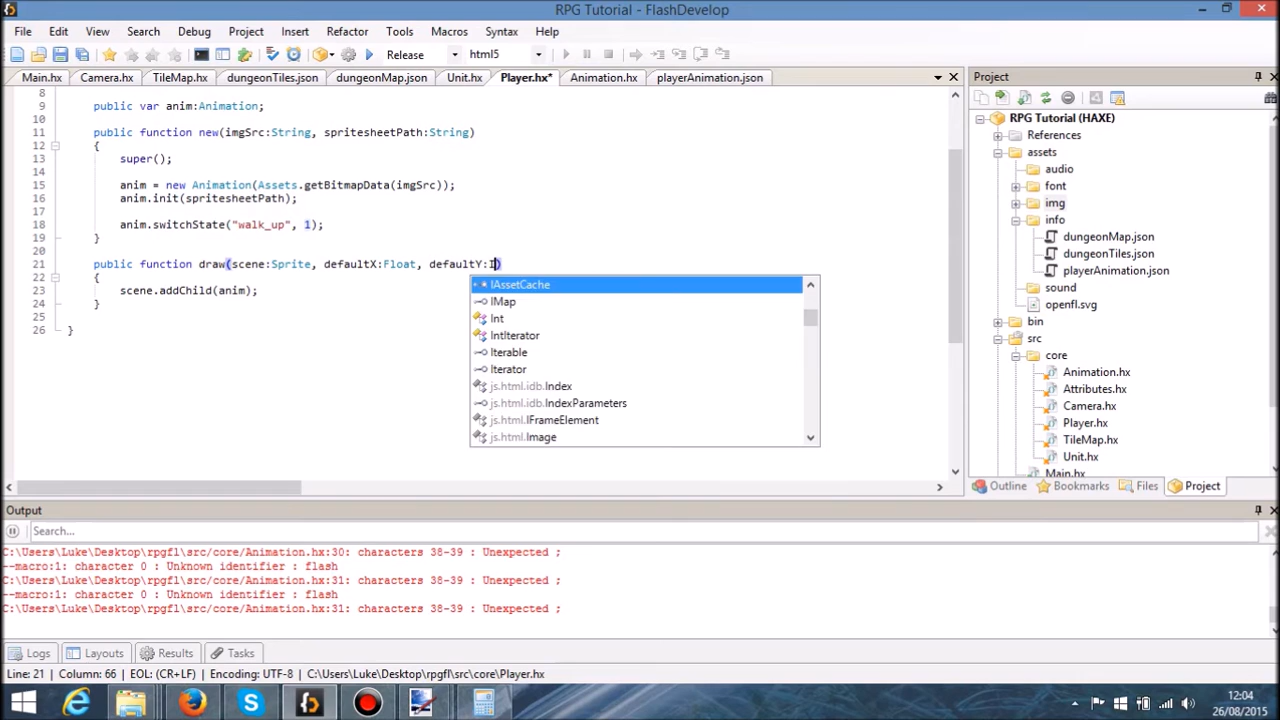 RPG Tutorial - FlashDevelop
File Edit View Search Debug Project Insert Refactor Tools Macros Syntax Help
Release html5
Main.hx Camera.hx TileMap.hx dungeonTiles.json dungeonMap.json Unit.hx Player.hx* Animation.hx playerAnimation.json
Project
8
9 public var anim:Animation;
10
11 public function new(imgSrc:String, spritesheetPath:String)
12 {
13 super();
14
15 anim = new Animation(Assets.getBitmapData(imgSrc));
16 anim.init(spritesheetPath);
17
18 anim.switchState("walk_up", 1);
19 }
20
21 public function draw(scene:Sprite, defaultX:Float, defaultY:I)
22 {
23 scene.addChild(anim);
24 }
25
26 }
IAssetCache
IMap
Int
IntIterator
Iterable
Iterator
js.html.idb.Index
js.html.idb.IndexParameters
js.html.IFrameElement
js.html.Image
RPG Tutorial (HAXE)
References
assets
audio
font
img
info
dungeonMap.json
dungeonTiles.json
playerAnimation.json
sound
openfl.svg
bin
src
core
Animation.hx
Attributes.hx
Camera.hx
Player.hx
TileMap.hx
Unit.hx
Main.hx
Outline Bookmarks Files Project
Output
Search...
C:\Users\Luke\Desktop\rpgfl\src/core/Animation.hx:30: characters 38-39 : Unexpected ;
--macro:1: character 0 : Unknown identifier : flash
C:\Users\Luke\Desktop\rpgfl\src/core/Animation.hx:31: characters 38-39 : Unexpected ;
--macro:1: character 0 : Unknown identifier : flash
C:\Users\Luke\Desktop\rpgfl\src/core/Animation.hx:31: characters 38-39 : Unexpected ;
Logs Layouts Results Tasks
Line: 21 Column: 66 EOL: (CR+LF) Encoding: UTF-8 C:\Users\Luke\Desktop\rpgfl\src\core\Player.hx
12:04
26/08/2015